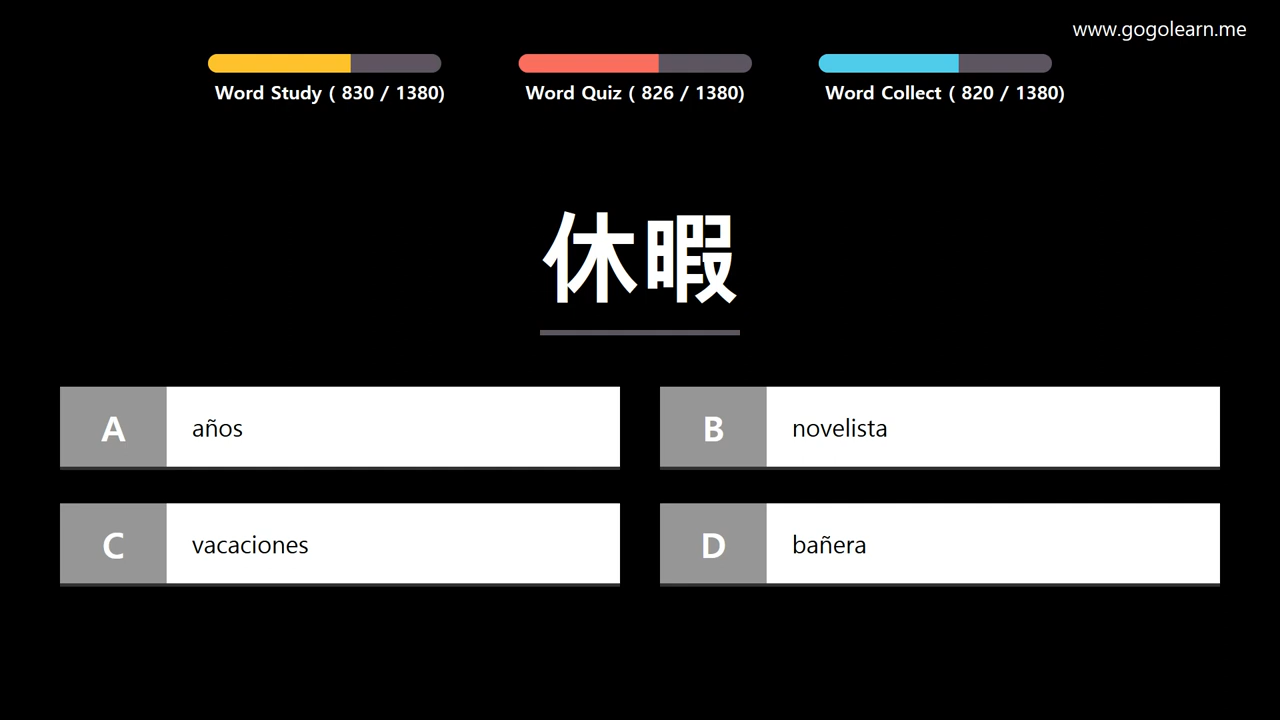 www.gogolearn.me
Word Study ( 830 / 1380)
Word Quiz ( 826 / 1380)
Word Collect ( 820 / 1380)
休暇
A años
B novelista
C vacaciones
D bañera